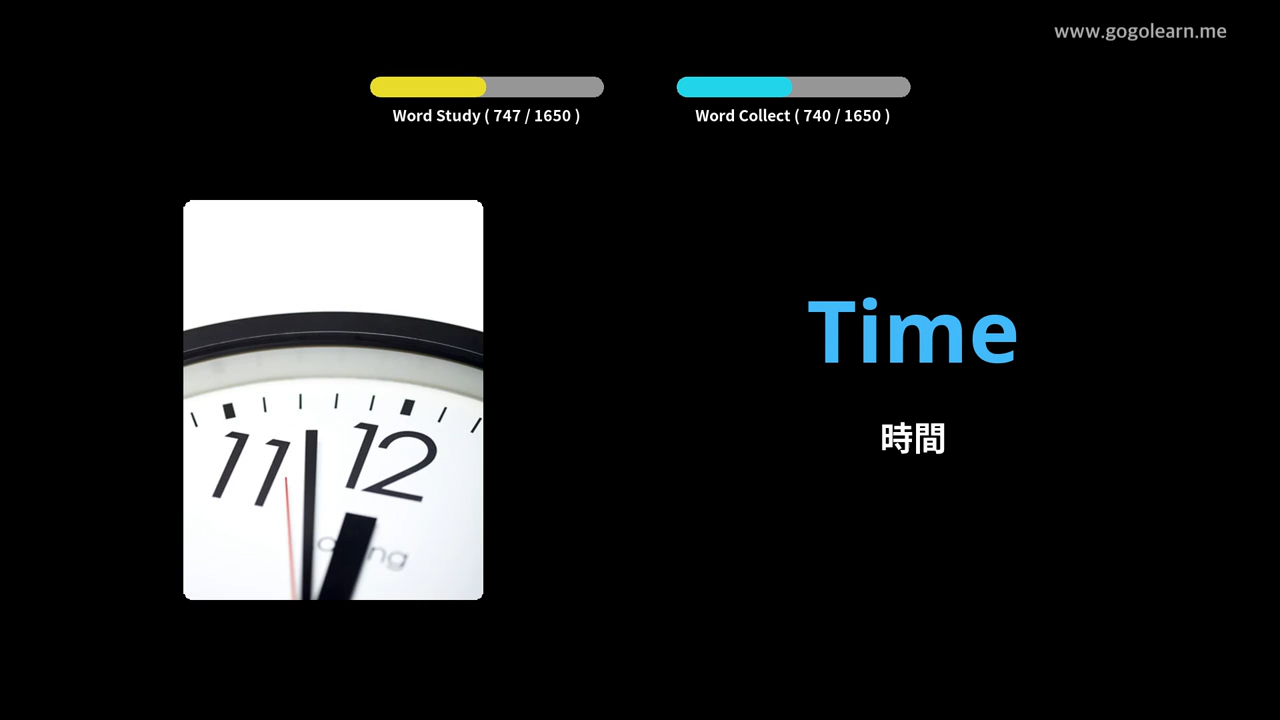 www.gogolearn.me
Word Study ( 747 / 1650 )
Word Collect ( 740 / 1650 )
11
12
Time
時間